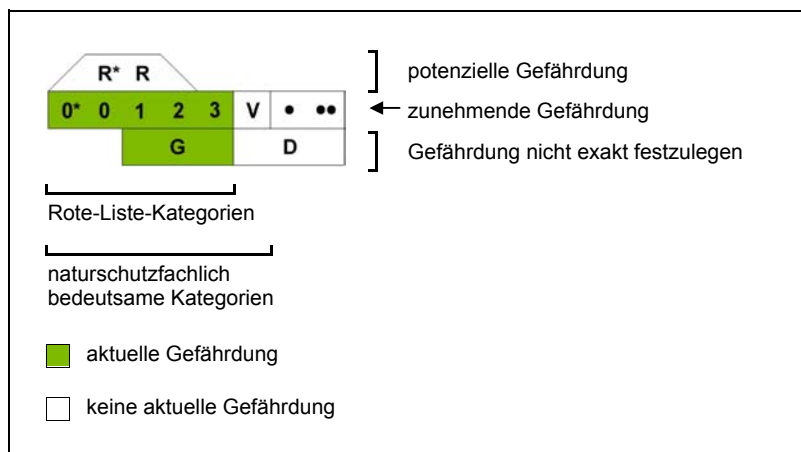 R* R
potenzielle Gefährdung
0* 0 1 2 3 V • ••
zunehmende Gefährdung
G D
Gefährdung nicht exakt festzulegen
Rote-Liste-Kategorien
naturschutzfachlich
bedeutsame Kategorien
aktuelle Gefährdung
keine aktuelle Gefährdung